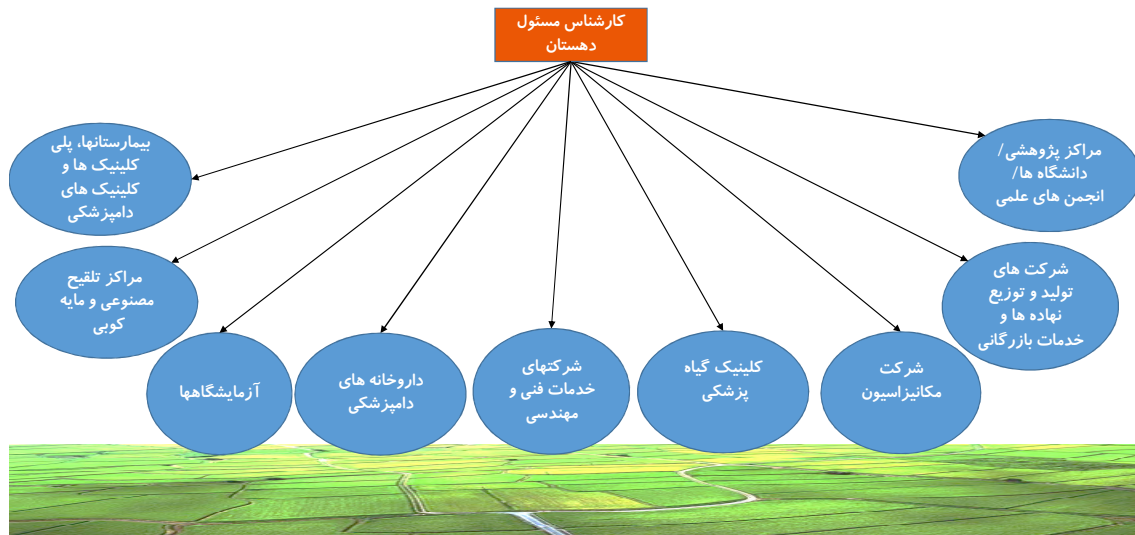 کارشناس مسئول
دهستان
مراکز پژوهشی/
دانشگاه ها/
انجمن های علمی
شرکت های
تولید و توزیع
نهاده ها و
خدمات بازرگانی
شرکت
مکانیزاسیون
کلینیک گیاه
پزشکی
شرکتهای
خدمات فنی و
مهندسی
داروخانه های
دامپزشکی
آزمایشگاهها
مراکز تلقیح
مصنوعی و مایه
کوبی
بیمارستانها، پلی
کلینیک ها و
کلینیک های
دامپزشکی